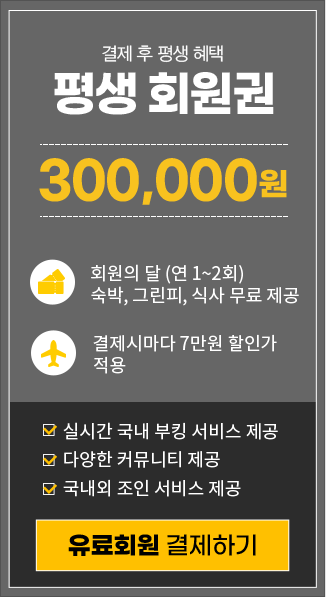 결제 후 평생 혜택
평생 회원권
300,000원
회원의 달 (연 1~2회)
숙박, 그린피, 식사 무료 제공
결제시마다 7만원 할인가
적용
실시간 국내 부킹 서비스 제공
다양한 커뮤니티 제공
국내외 조인 서비스 제공
유료회원 결제하기